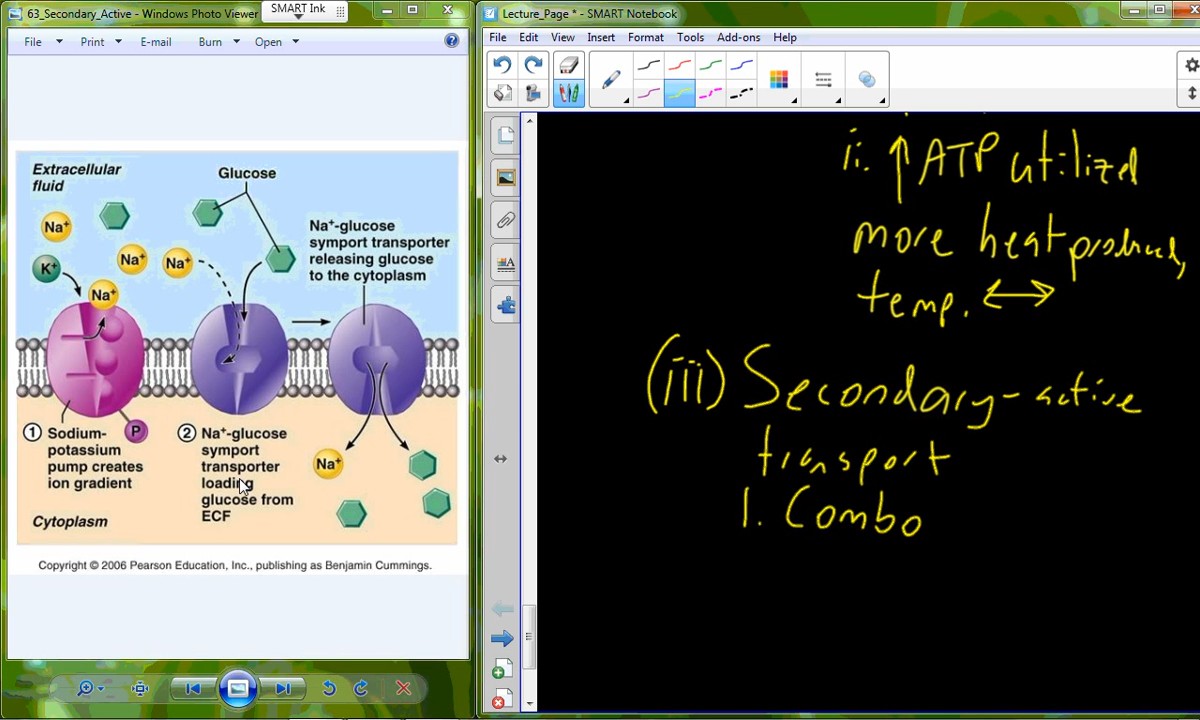 63_Secondary_Active - Windows Photo Viewer
SMART Ink
File Print E-mail Burn Open
Extracellular
fluid
Glucose
Na+
K+
Na+
Na+
Na+
Na+-glucose
symport transporter
releasing glucose
to the cytoplasm
1 Sodium-
potassium
pump creates
ion gradient
P
2 Na+-glucose
symport
transporter
loading
glucose from
ECF
Na+
Cytoplasm
Copyright © 2006 Pearson Education, Inc., publishing as Benjamin Cummings.
Lecture_Page * - SMART Notebook
File Edit View Insert Format Tools Add-ons Help
ii. ↑ ATP utilized
more heat produced,
temp. ↔
(iii) Secondary-active
transport
1. Combo